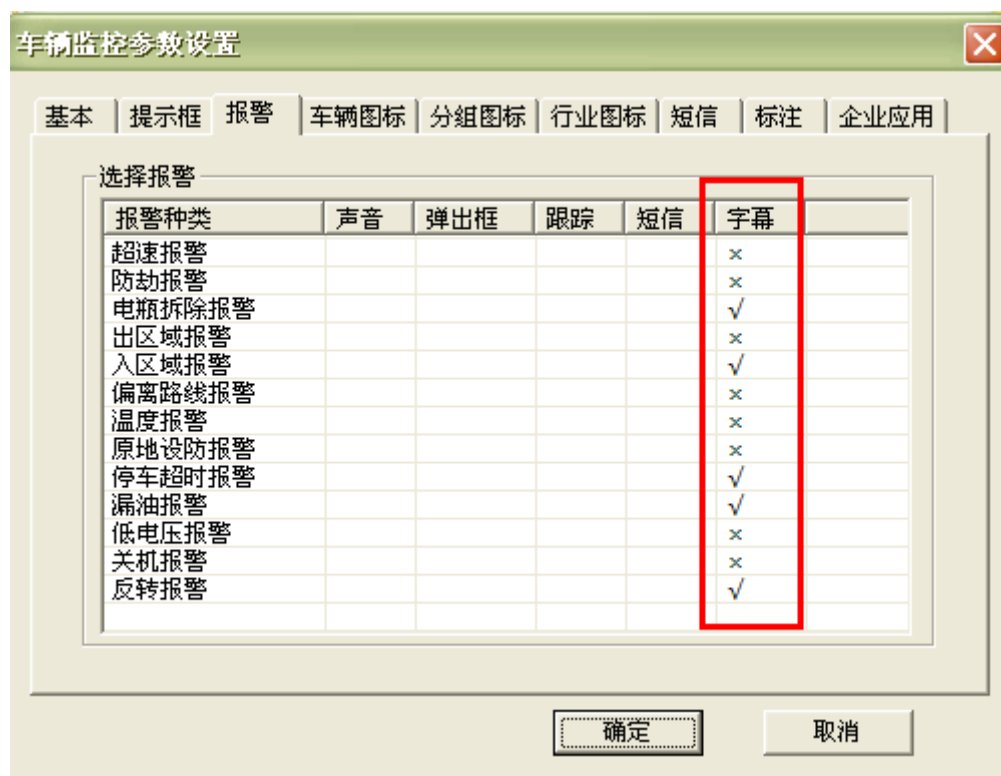 车辆监控参数设置
基本 提示框 报警 车辆图标 分组图标 行业图标 短信 标注 企业应用
选择报警
报警种类 声音 弹出框 跟踪 短信 字幕
超速报警 ×
防劫报警 ×
电瓶拆除报警 √
出区域报警 ×
入区域报警 √
偏离路线报警 ×
温度报警 ×
原地设防报警 ×
停车超时报警 √
漏油报警 √
低电压报警 ×
关机报警 ×
反转报警 √
确定 取消